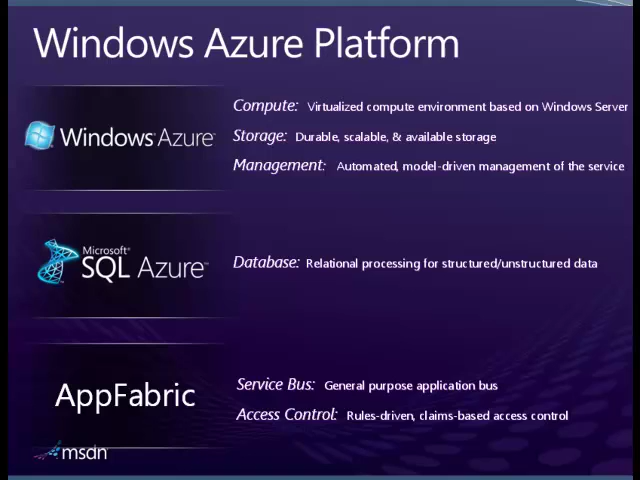 Windows Azure Platform
Windows Azure™
Compute: Virtualized compute environment based on Windows Server
Storage: Durable, scalable, & available storage
Management: Automated, model-driven management of the service
Microsoft®
SQL Azure™
Database: Relational processing for structured/unstructured data
AppFabric
Service Bus: General purpose application bus
Access Control: Rules-driven, claims-based access control
msdn